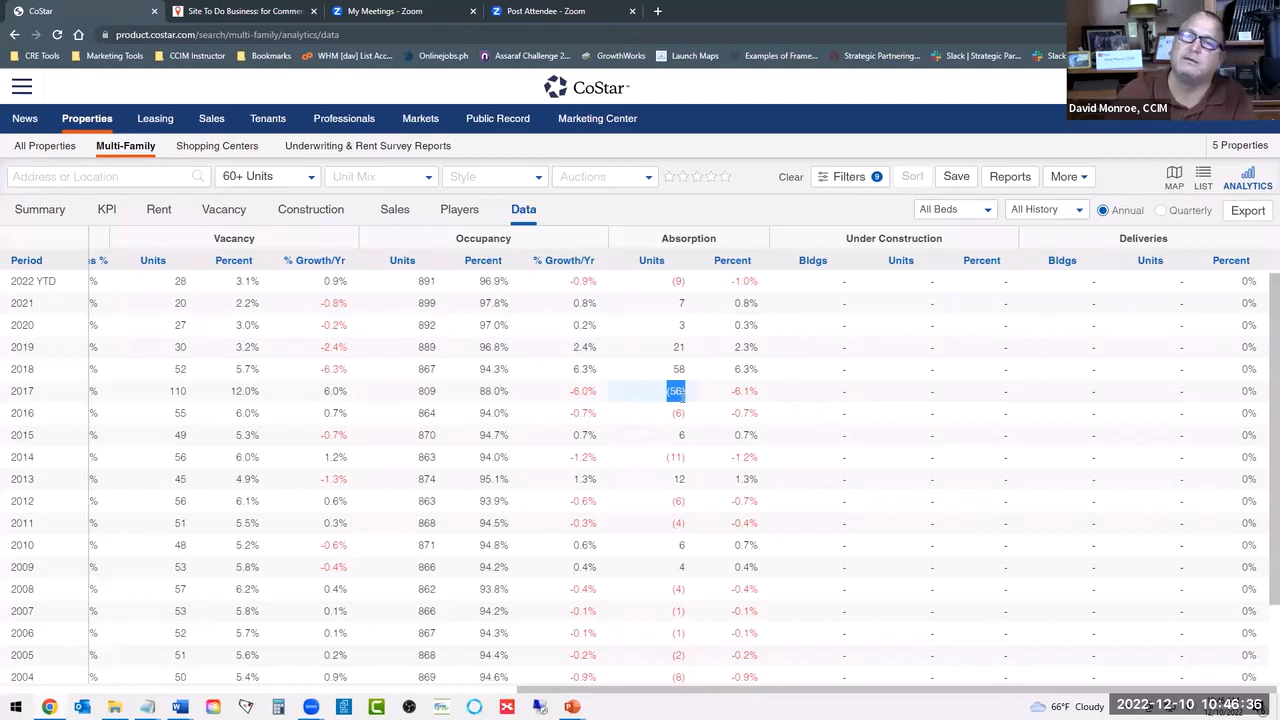 CoStar
Site To Do Business: for Commer
My Meetings - Zoom
Post Attendee - Zoom
product.costar.com/search/multi-family/analytics/data
CRE Tools Marketing Tools CCIM Institute Bookmarks WHM [dav] List Acc... Onlinejobs.ph Assaraf Challenge 2... GrowthWorks Launch Maps Examples of Frame... Strategic Partnering... Slack | Strategic Par... Slack
David Monroe, CCIM
CoStar™
News Properties Leasing Sales Tenants Professionals Markets Public Record Marketing Center
All Properties Multi-Family Shopping Centers Underwriting & Rent Survey Reports 5 Properties
Address or Location 60+ Units Unit Mix Style Auctions Clear Filters 9 Sort Save Reports More MAP LIST ANALYTICS
Summary KPI Rent Vacancy Construction Sales Players Data All Beds All History Annual Quarterly Export
Vacancy Occupancy Absorption Under Construction Deliveries
Period s % Units Percent % Growth/Yr Units Percent % Growth/Yr Units Percent Bldgs Units Percent Bldgs Units Percent
2022 YTD % 28 3.1% 0.9% 891 96.9% -0.9% (9) -1.0% - - - - - 0%
2021 % 20 2.2% -0.8% 899 97.8% 0.8% 7 0.8% - - - - - 0%
2020 % 27 3.0% -0.2% 892 97.0% 0.2% 3 0.3% - - - - - 0%
2019 % 30 3.2% -2.4% 889 96.8% 2.4% 21 2.3% - - - - - 0%
2018 % 52 5.7% -6.3% 867 94.3% 6.3% 58 6.3% - - - - - 0%
2017 % 110 12.0% 6.0% 809 88.0% -6.0% (56) -6.1% - - - - - 0%
2016 % 55 6.0% 0.7% 864 94.0% -0.7% (6) -0.7% - - - - - 0%
2015 % 49 5.3% -0.7% 870 94.7% 0.7% 6 0.7% - - - - - 0%
2014 % 56 6.0% 1.2% 863 94.0% -1.2% (11) -1.2% - - - - - 0%
2013 % 45 4.9% -1.3% 874 95.1% 1.3% 12 1.3% - - - - - 0%
2012 % 56 6.1% 0.6% 863 93.9% -0.6% (6) -0.7% - - - - - 0%
2011 % 51 5.5% 0.3% 868 94.5% -0.3% (4) -0.4% - - - - - 0%
2010 % 48 5.2% -0.6% 871 94.8% 0.6% 6 0.7% - - - - - 0%
2009 % 53 5.8% -0.4% 866 94.2% 0.4% 4 0.4% - - - - - 0%
2008 % 57 6.2% 0.4% 862 93.8% -0.4% (4) -0.4% - - - - - 0%
2007 % 53 5.8% 0.1% 866 94.2% -0.1% (1) -0.1% - - - - - 0%
2006 % 52 5.7% 0.1% 867 94.3% -0.1% (1) -0.1% - - - - - 0%
2005 % 51 5.6% 0.2% 868 94.4% -0.2% (2) -0.2% - - - - - 0%
2004 % 50 5.4% 0.9% 869 94.6% -0.9% (8) -0.9% - - - - - 0%
66°F Cloudy
2022-12-10 10:46:36